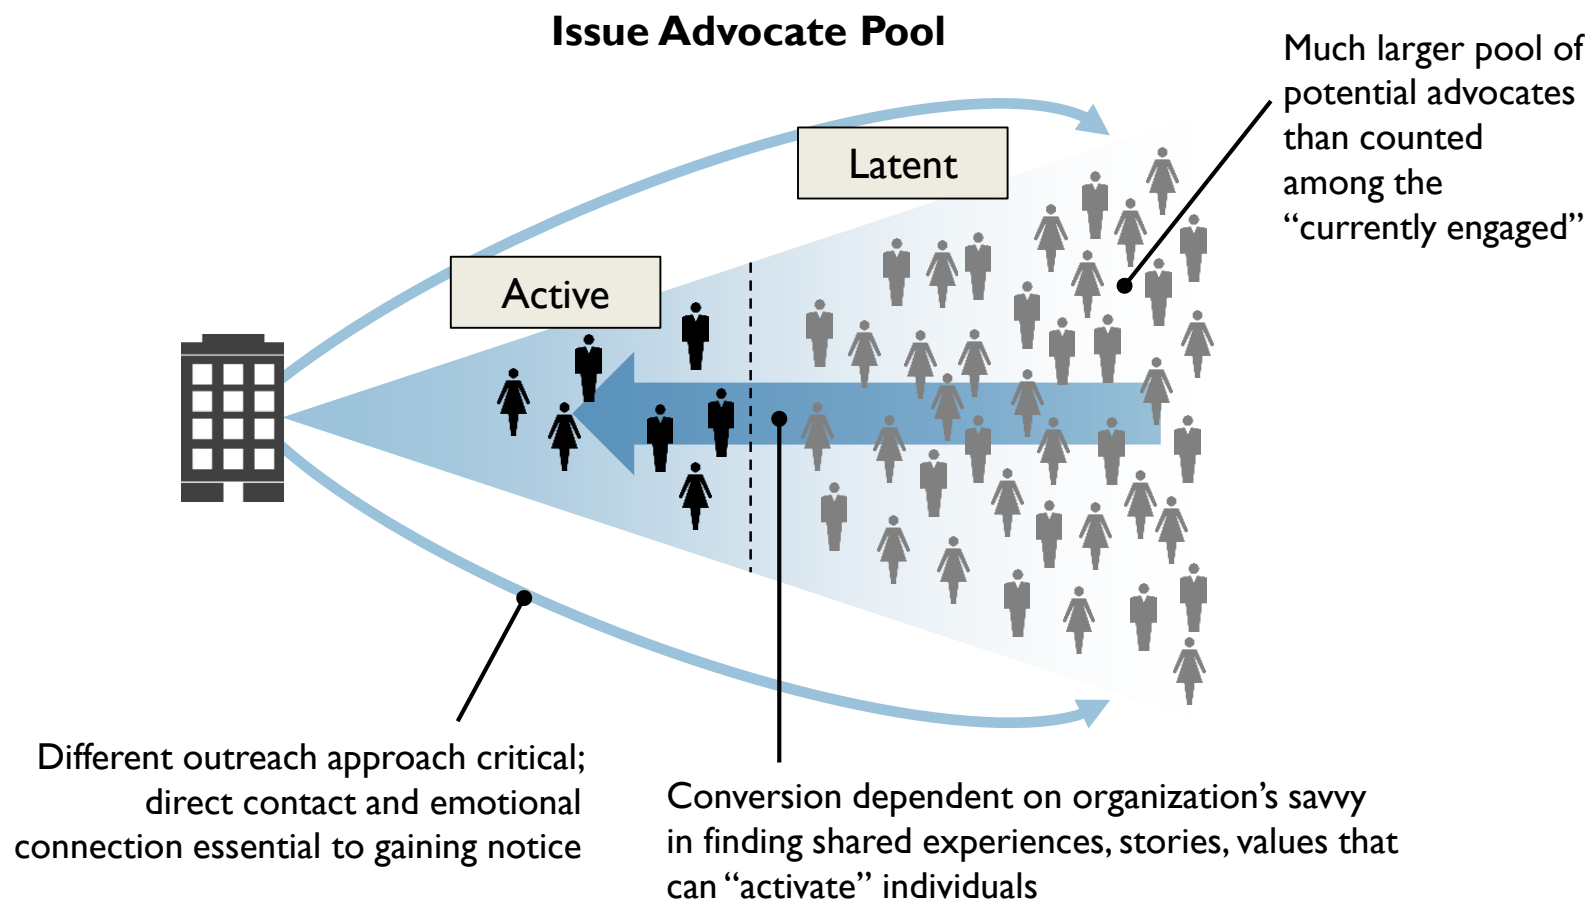 Issue Advocate Pool
Much larger pool of
potential advocates
than counted
among the
“currently engaged”
Latent
Active
Different outreach approach critical;
direct contact and emotional
connection essential to gaining notice
Conversion dependent on organization’s savvy
in finding shared experiences, stories, values that
can “activate” individuals